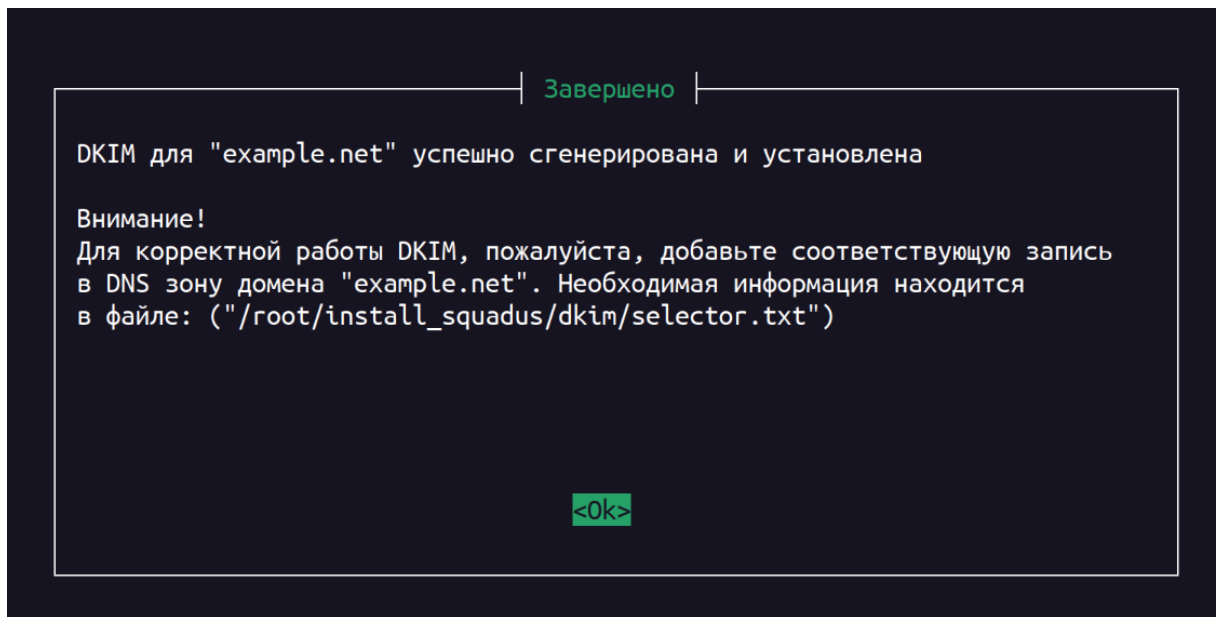 Завершено
DKIM для "example.net" успешно сгенерирована и установлена
Внимание!
Для корректной работы DKIM, пожалуйста, добавьте соответствующую запись
в DNS зону домена "example.net". Необходимая информация находится
в файле: ("/root/install_squadus/dkim/selector.txt")
<Ok>